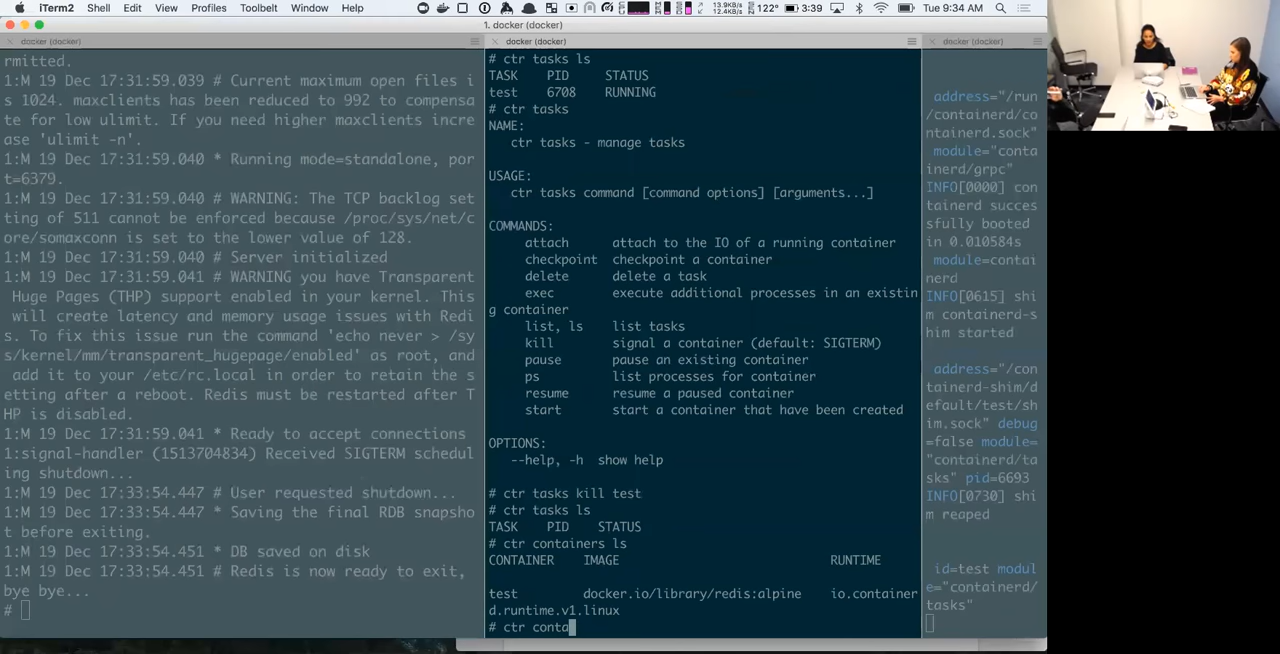 iTerm2 Shell Edit View Profiles Toolbelt Window Help
13.9KB/s
12.4KB/s
122° 3:39 Tue 9:34 AM
1. docker (docker)
docker (docker)
rmitted.
1:M 19 Dec 17:31:59.039 # Current maximum open files i
s 1024. maxclients has been reduced to 992 to compensa
te for low ulimit. If you need higher maxclients incre
ase 'ulimit -n'.
1:M 19 Dec 17:31:59.040 * Running mode=standalone, por
t=6379.
1:M 19 Dec 17:31:59.040 # WARNING: The TCP backlog set
ting of 511 cannot be enforced because /proc/sys/net/c
ore/somaxconn is set to the lower value of 128.
1:M 19 Dec 17:31:59.040 # Server initialized
1:M 19 Dec 17:31:59.041 # WARNING you have Transparent
Huge Pages (THP) support enabled in your kernel. This
will create latency and memory usage issues with Redi
s. To fix this issue run the command 'echo never > /sy
s/kernel/mm/transparent_hugepage/enabled' as root, and
add it to your /etc/rc.local in order to retain the s
etting after a reboot. Redis must be restarted after T
HP is disabled.
1:M 19 Dec 17:31:59.041 * Ready to accept connections
1:signal-handler (1513704834) Received SIGTERM schedul
ing shutdown...
1:M 19 Dec 17:33:54.447 # User requested shutdown...
1:M 19 Dec 17:33:54.447 * Saving the final RDB snapsho
t before exiting.
1:M 19 Dec 17:33:54.451 * DB saved on disk
1:M 19 Dec 17:33:54.451 # Redis is now ready to exit,
bye bye...
#
docker (docker)
# ctr tasks ls
TASK PID STATUS
test 6708 RUNNING
# ctr tasks
NAME:
ctr tasks - manage tasks
USAGE:
ctr tasks command [command options] [arguments...]
COMMANDS:
attach attach to the IO of a running container
checkpoint checkpoint a container
delete delete a task
exec execute additional processes in an existin
g container
list, ls list tasks
kill signal a container (default: SIGTERM)
pause pause an existing container
ps list processes for container
resume resume a paused container
start start a container that have been created
OPTIONS:
--help, -h show help
# ctr tasks kill test
# ctr tasks ls
TASK PID STATUS
# ctr containers ls
CONTAINER IMAGE RUNTIME
test docker.io/library/redis:alpine io.container
d.runtime.v1.linux
# ctr conta
docker (docker)
address="/run
/containerd/co
ntainerd.sock"
module="conta
inerd/grpc"
INFO[0000] con
tainerd succes
sfully booted
in 0.010584s
module=contai
nerd
INFO[0615] shi
m containerd-s
him started
address="/con
tainerd-shim/d
efault/test/sh
im.sock" debug
=false module=
"containerd/ta
sks" pid=6693
INFO[0730] shi
m reaped
id=test modul
e="containerd/
tasks"